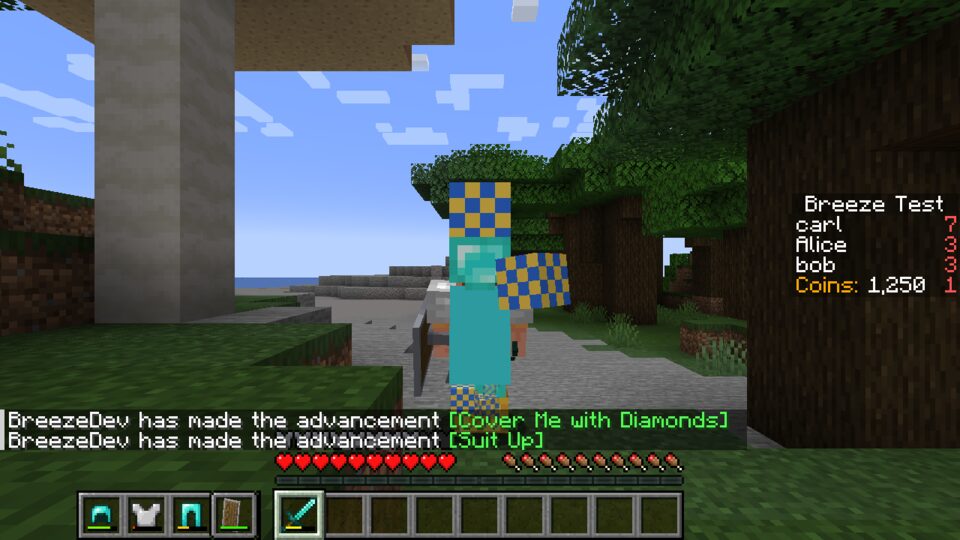 Breeze Test
carl 7
Alice 3
bob 3
Coins: 1,250 1
BreezeDev has made the advancement [Cover Me with Diamonds]
BreezeDev has made the advancement [Suit Up]